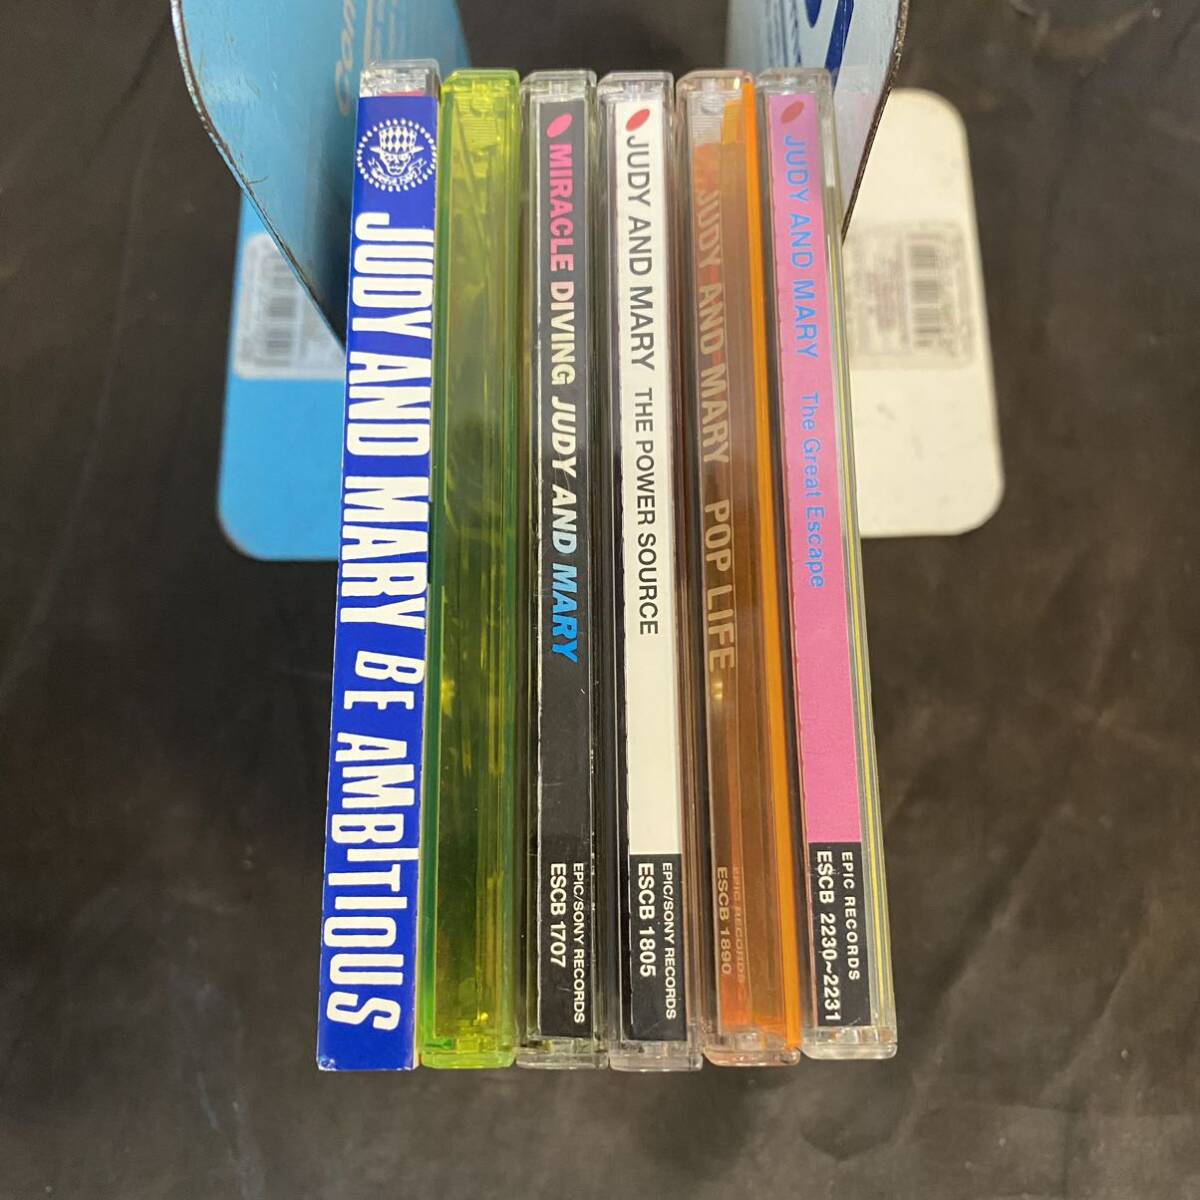 JUDY AND MARY BE AMBITIOUS
MIRACLE DIVING JUDY AND MARY
EPIC/SONY RECORDS
ESCB 1707
JUDY AND MARY THE POWER SOURCE
EPIC/SONY RECORDS
ESCB 1805
JUDY AND MARY POP LIFE
EPIC RECORDS
ESCB 1890
JUDY AND MARY The Great Escape
EPIC RECORDS
ESCB 2230~2231